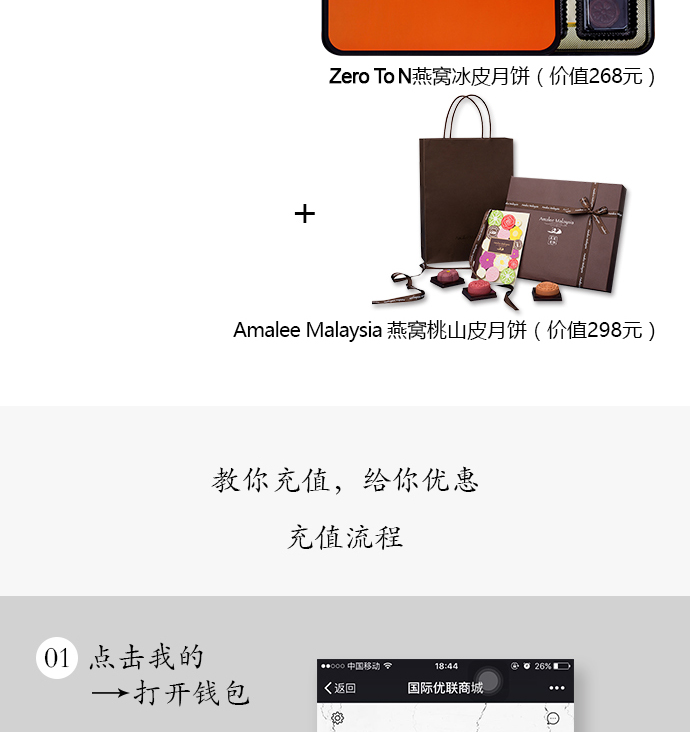 Zero To N燕窝冰皮月饼（价值268元）
+
Amalee Malaysia
Amalee Malaysia 燕窝桃山皮月饼（价值298元）
教你充值，给你优惠
充值流程
01 点击我的
→打开钱包
中国移动 18:44 26%
返回 国际优联商城